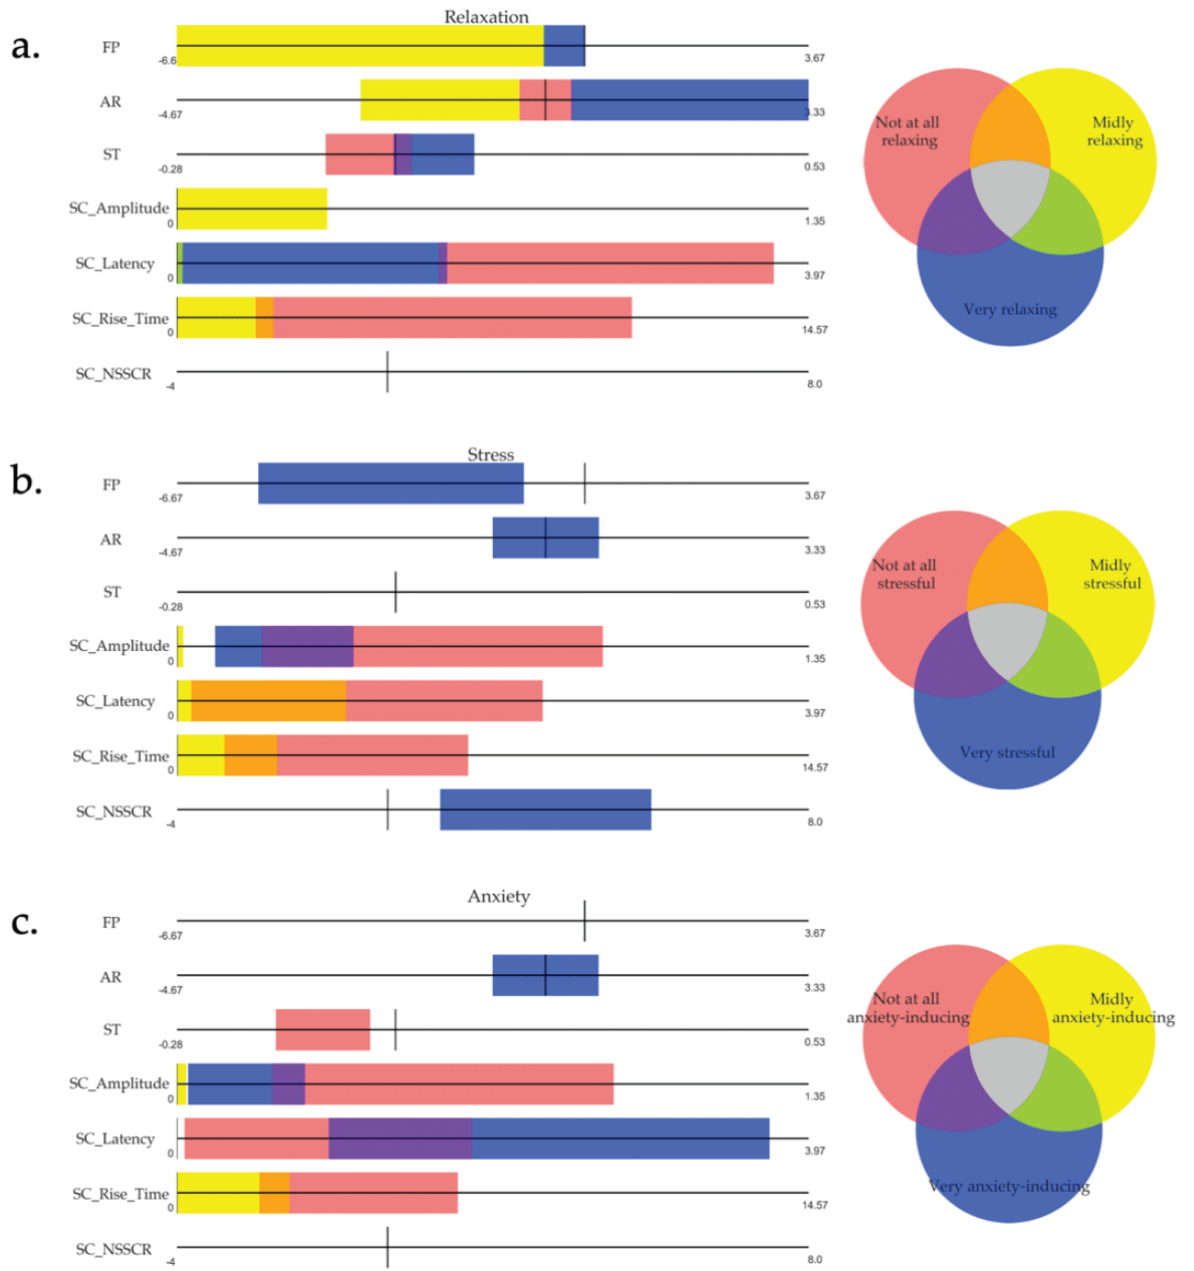 a.
Relaxation
FP
-6.6
3.67
AR
-4.67
3.33
ST
-0.28
0.53
SC_Amplitude
0
1.35
SC_Latency
0
3.97
SC_Rise_Time
0
14.57
SC_NSSCR
-4
8.0
Not at all
relaxing
Midly
relaxing
Very relaxing
b.
Stress
FP
-6.67
3.67
AR
-4.67
3.33
ST
-0.28
0.53
SC_Amplitude
0
1.35
SC_Latency
0
3.97
SC_Rise_Time
0
14.57
SC_NSSCR
-4
8.0
Not at all
stressful
Midly
stressful
Very stressful
c.
Anxiety
FP
-6.67
3.67
AR
-4.67
3.33
ST
-0.28
0.53
SC_Amplitude
0
1.35
SC_Latency
0
3.97
SC_Rise_Time
0
14.57
SC_NSSCR
-4
8.0
Not at all
anxiety-inducing
Midly
anxiety-inducing
Very anxiety-inducing